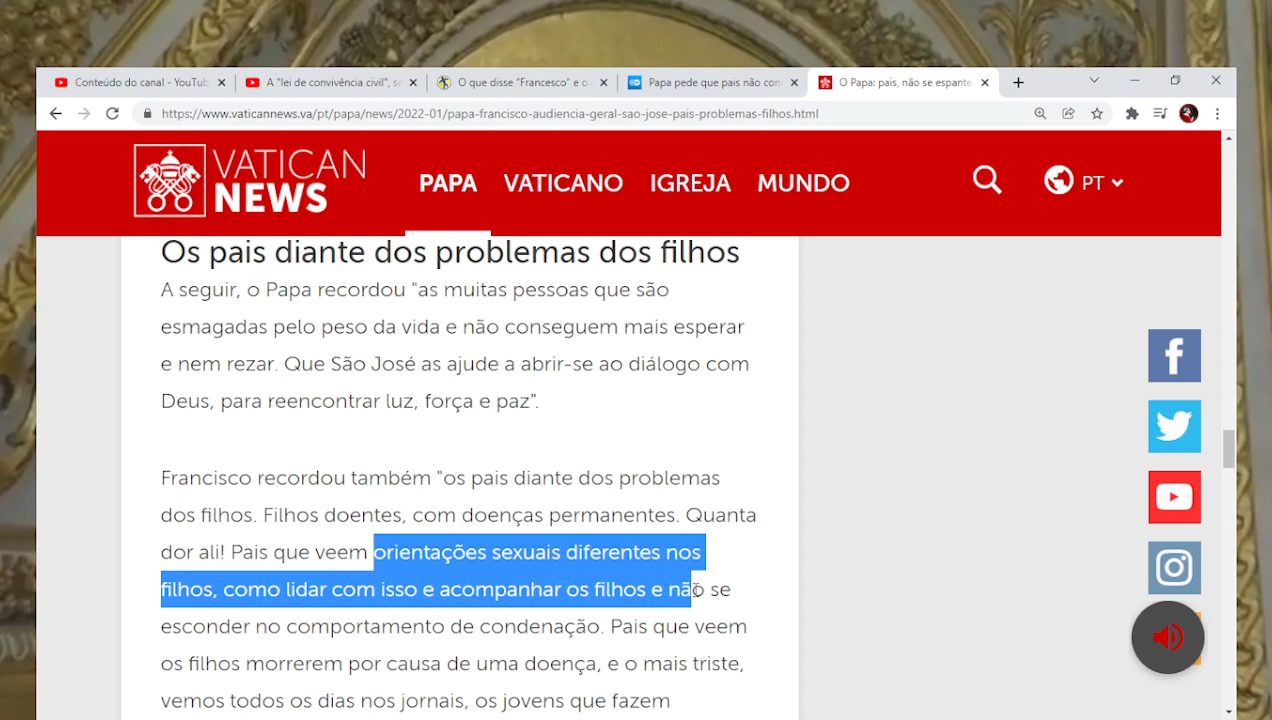 Conteúdo do canal - YouTub
A "lei de convivência civil", se
O que disse "Francesco" e o
Papa pede que pais não con
O Papa: pais, não se espante
https://www.vaticannews.va/pt/papa/news/2022-01/papa-francisco-audiencia-geral-sao-jose-pais-problemas-filhos.html
VATICAN
NEWS
PAPA VATICANO IGREJA MUNDO
PT
Os pais diante dos problemas dos filhos
A seguir, o Papa recordou "as muitas pessoas que são
esmagadas pelo peso da vida e não conseguem mais esperar
e nem rezar. Que São José as ajude a abrir-se ao diálogo com
Deus, para reencontrar luz, força e paz".
Francisco recordou também "os pais diante dos problemas
dos filhos. Filhos doentes, com doenças permanentes. Quanta
dor ali! Pais que veem orientações sexuais diferentes nos
filhos, como lidar com isso e acompanhar os filhos e não se
esconder no comportamento de condenação. Pais que veem
os filhos morrerem por causa de uma doença, e o mais triste,
vemos todos os dias nos jornais, os jovens que fazem